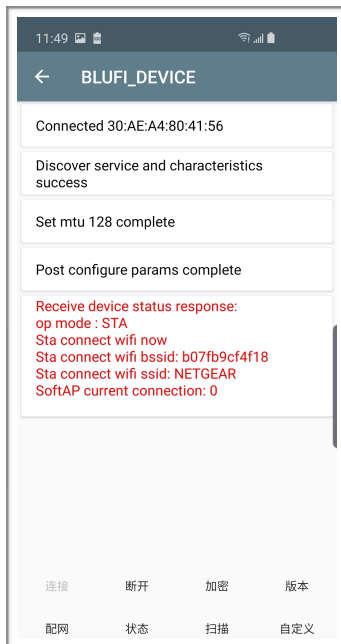 11:49
BLUFI_DEVICE
Connected 30:AE:A4:80:41:56
Discover service and characteristics
success
Set mtu 128 complete
Post configure params complete
Receive device status response:
op mode : STA
Sta connect wifi now
Sta connect wifi bssid: b07fb9cf4f18
Sta connect wifi ssid: NETGEAR
SoftAP current connection: 0
连接 断开 加密 版本
配网 状态 扫描 自定义